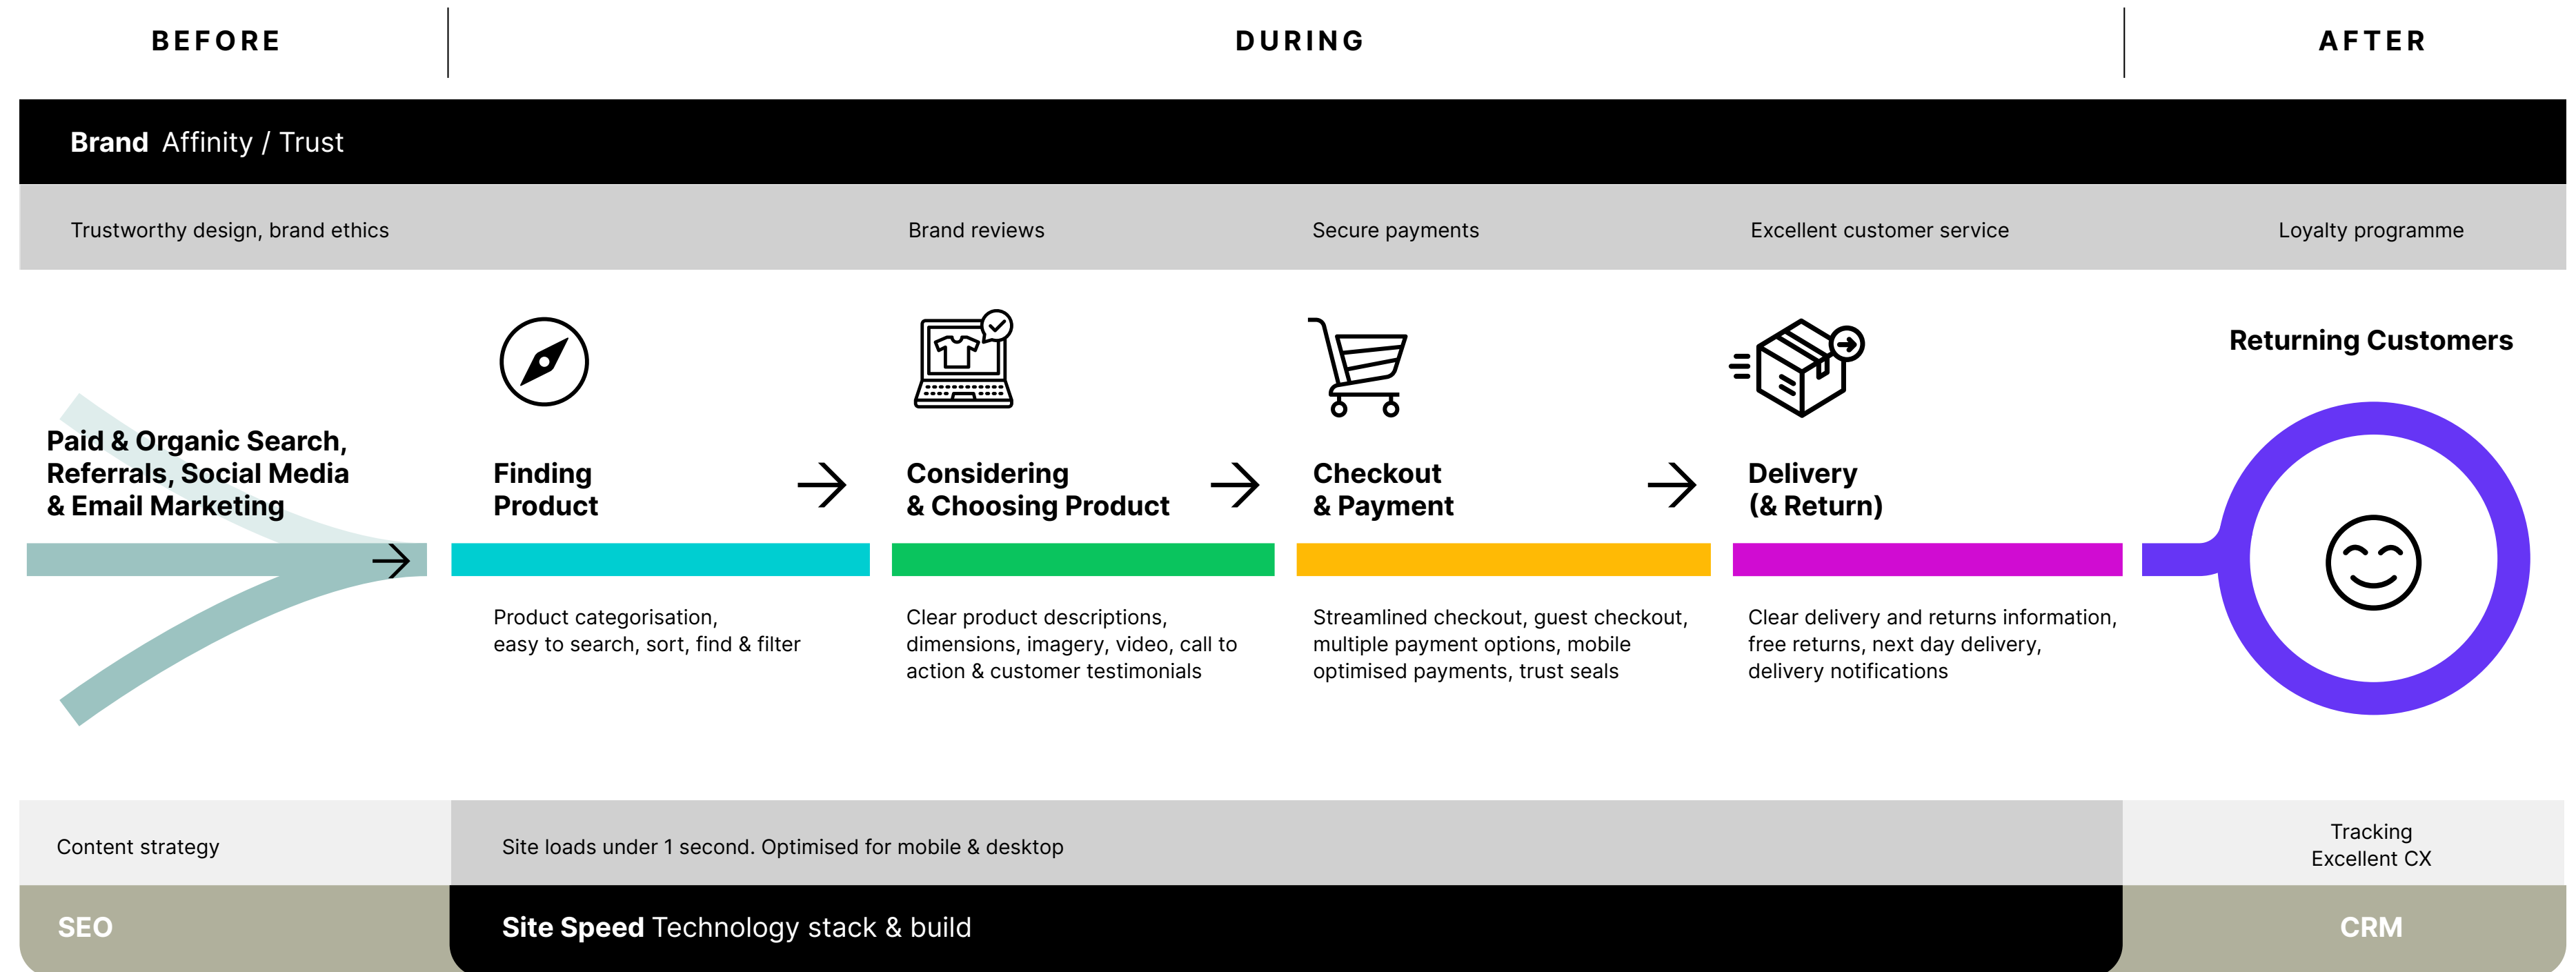 BEFORE
DURING
AFTER
Brand Affinity / Trust
Trustworthy design, brand ethics
Brand reviews
Secure payments
Excellent customer service
Loyalty programme
Paid & Organic Search,
Referrals, Social Media
& Email Marketing
Finding
Product
Considering
& Choosing Product
Checkout
& Payment
Delivery
(& Return)
Returning Customers
Product categorisation,
easy to search, sort, find & filter
Clear product descriptions,
dimensions, imagery, video, call to
action & customer testimonials
Streamlined checkout, guest checkout,
multiple payment options, mobile
optimised payments, trust seals
Clear delivery and returns information,
free returns, next day delivery,
delivery notifications
Content strategy
Site loads under 1 second. Optimised for mobile & desktop
Tracking
Excellent CX
SEO
Site Speed Technology stack & build
CRM